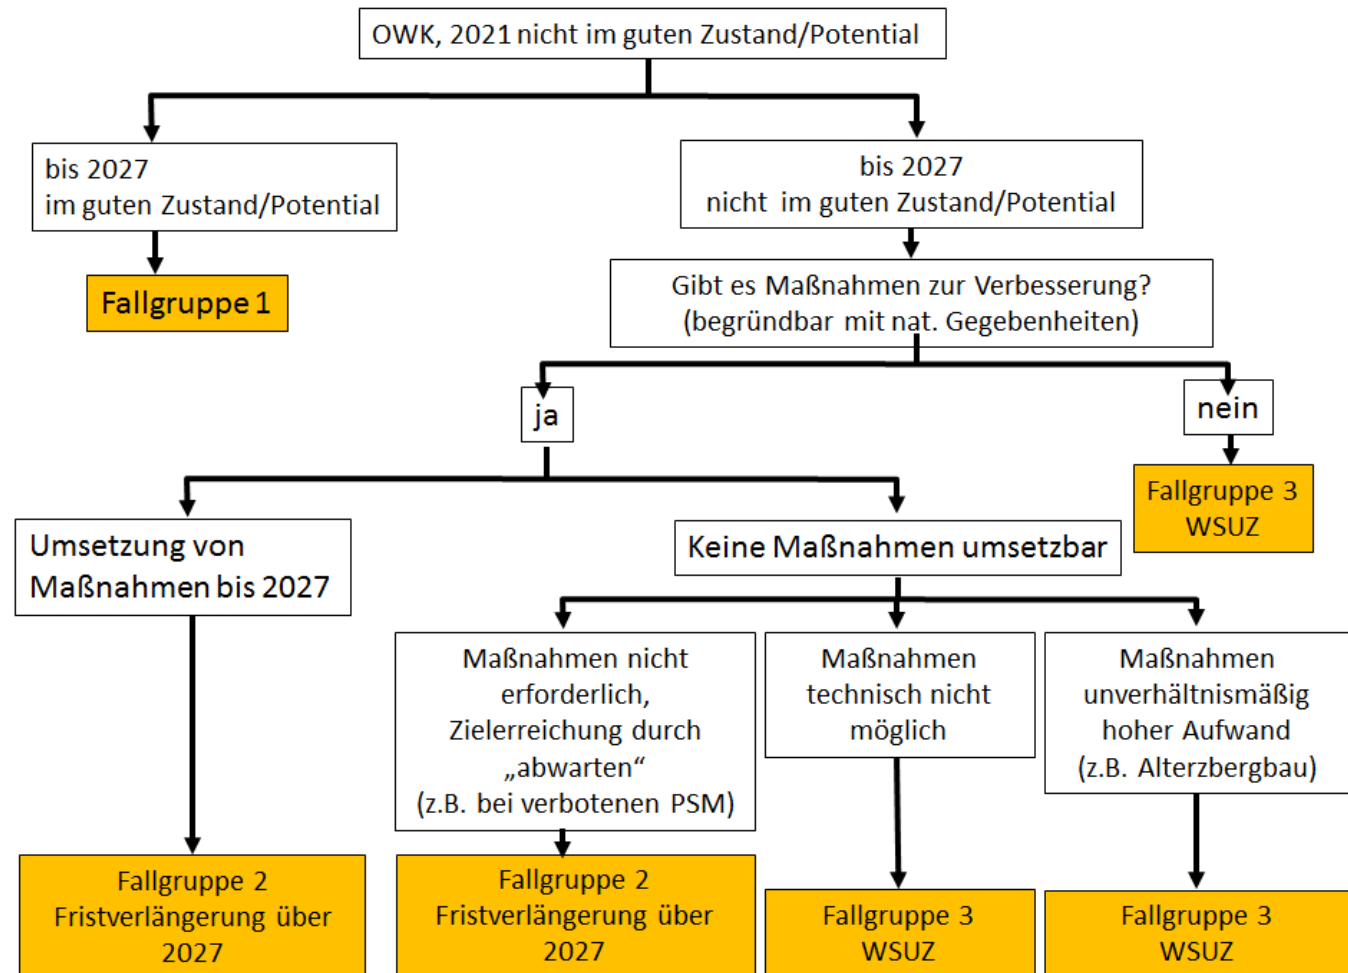 OWK, 2021 nicht im guten Zustand/Potential
bis 2027
im guten Zustand/Potential
bis 2027
nicht im guten Zustand/Potential
Fallgruppe 1
Gibt es Maßnahmen zur Verbesserung?
(begründbar mit nat. Gegebenheiten)
ja
nein
Fallgruppe 3
WSUZ
Umsetzung von
Maßnahmen bis 2027
Keine Maßnahmen umsetzbar
Maßnahmen nicht
erforderlich,
Zielerreichung durch
„abwarten“
(z.B. bei verbotenen PSM)
Maßnahmen
technisch nicht
möglich
Maßnahmen
unverhältnismäßig
hoher Aufwand
(z.B. Alterzbergbau)
Fallgruppe 2
Fristverlängerung über
2027
Fallgruppe 2
Fristverlängerung über
2027
Fallgruppe 3
WSUZ
Fallgruppe 3
WSUZ